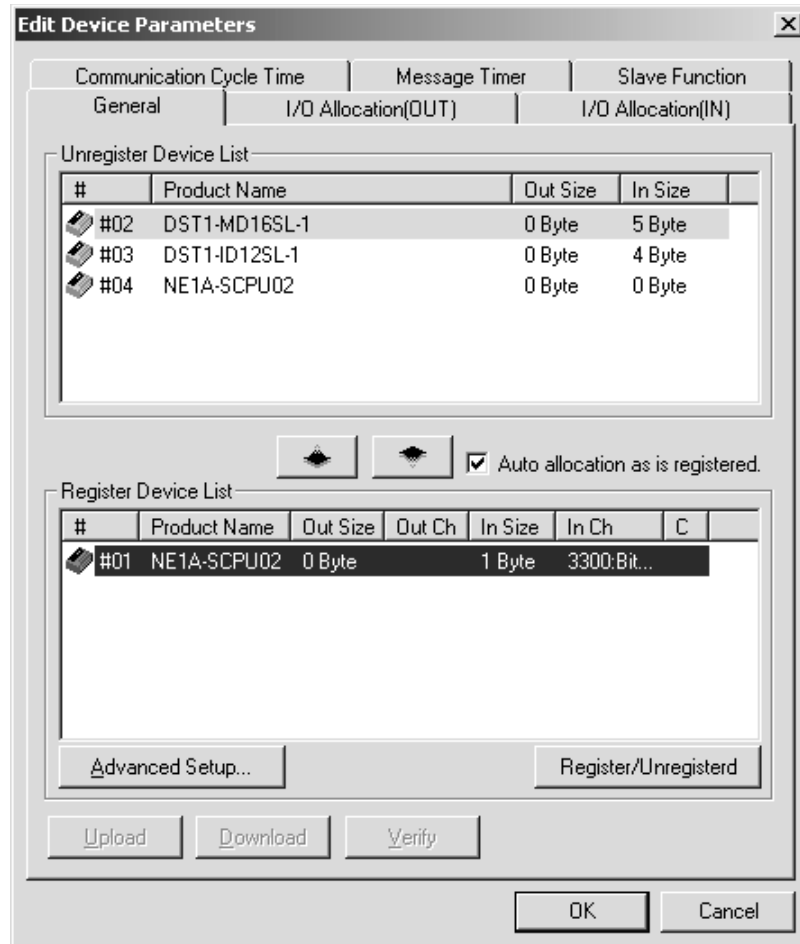 Edit Device Parameters
Communication Cycle Time Message Timer Slave Function
General I/O Allocation(OUT) I/O Allocation(IN)
Unregister Device List
# Product Name Out Size In Size
#02 DST1-MD16SL-1 0 Byte 5 Byte
#03 DST1-ID12SL-1 0 Byte 4 Byte
#04 NE1A-SCPU02 0 Byte 0 Byte
Auto allocation as is registered.
Register Device List
# Product Name Out Size Out Ch In Size In Ch C
#01 NE1A-SCPU02 0 Byte 1 Byte 3300:Bit...
Advanced Setup... Register/Unregisterd
Upload Download Verify
OK Cancel